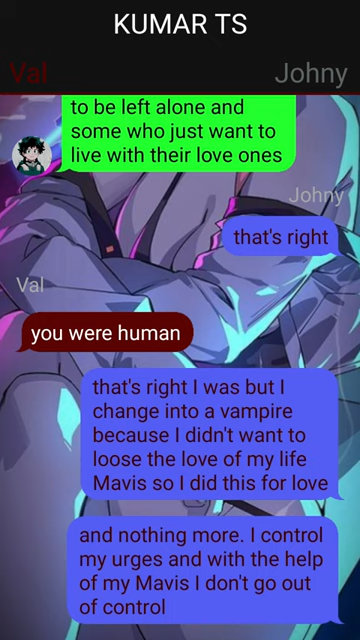 KUMAR TS
Val
Johny
to be left alone and
some who just want to
live with their love ones
Johny
that's right
Val
you were human
that's right I was but I
change into a vampire
because I didn't want to
loose the love of my life
Mavis so I did this for love
and nothing more. I control
my urges and with the help
of my Mavis I don't go out
of control